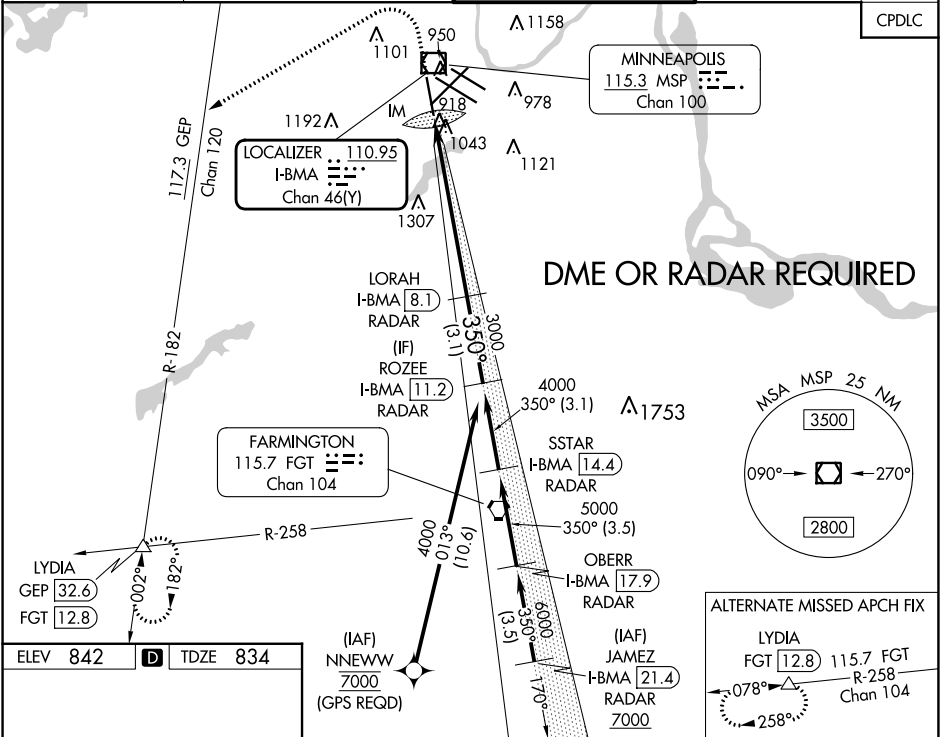 CPDLC
1158
1101
950
MINNEAPOLIS
115.3 MSP
Chan 100
978
918
IM
1192
1043
1121
LOCALIZER 110.95
I-BMA
Chan 46(Y)
1307
117.3 GEP
Chan 120
R-182
DME OR RADAR REQUIRED
LORAH
I-BMA 8.1
RADAR
350°
(3.1)
3000
(IF)
ROZEE
I-BMA 11.2
RADAR
4000
350° (3.1)
1753
MSA MSP 25 NM
3500
090°
270°
2800
FARMINGTON
115.7 FGT
Chan 104
SSTAR
I-BMA 14.4
RADAR
5000
350° (3.5)
R-258
4000
013°
(10.6)
OBERR
I-BMA 17.9
RADAR
LYDIA
GEP 32.6
FGT 12.8
002°
182°
6000
350°
(3.5)
170°
(IAF)
NNEWW
7000
(GPS REQD)
(IAF)
JAMEZ
I-BMA 21.4
RADAR
7000
ALTERNATE MISSED APCH FIX
LYDIA
FGT 12.8 115.7 FGT
R-258
Chan 104
078°
258°
ELEV 842 D TDZE 834